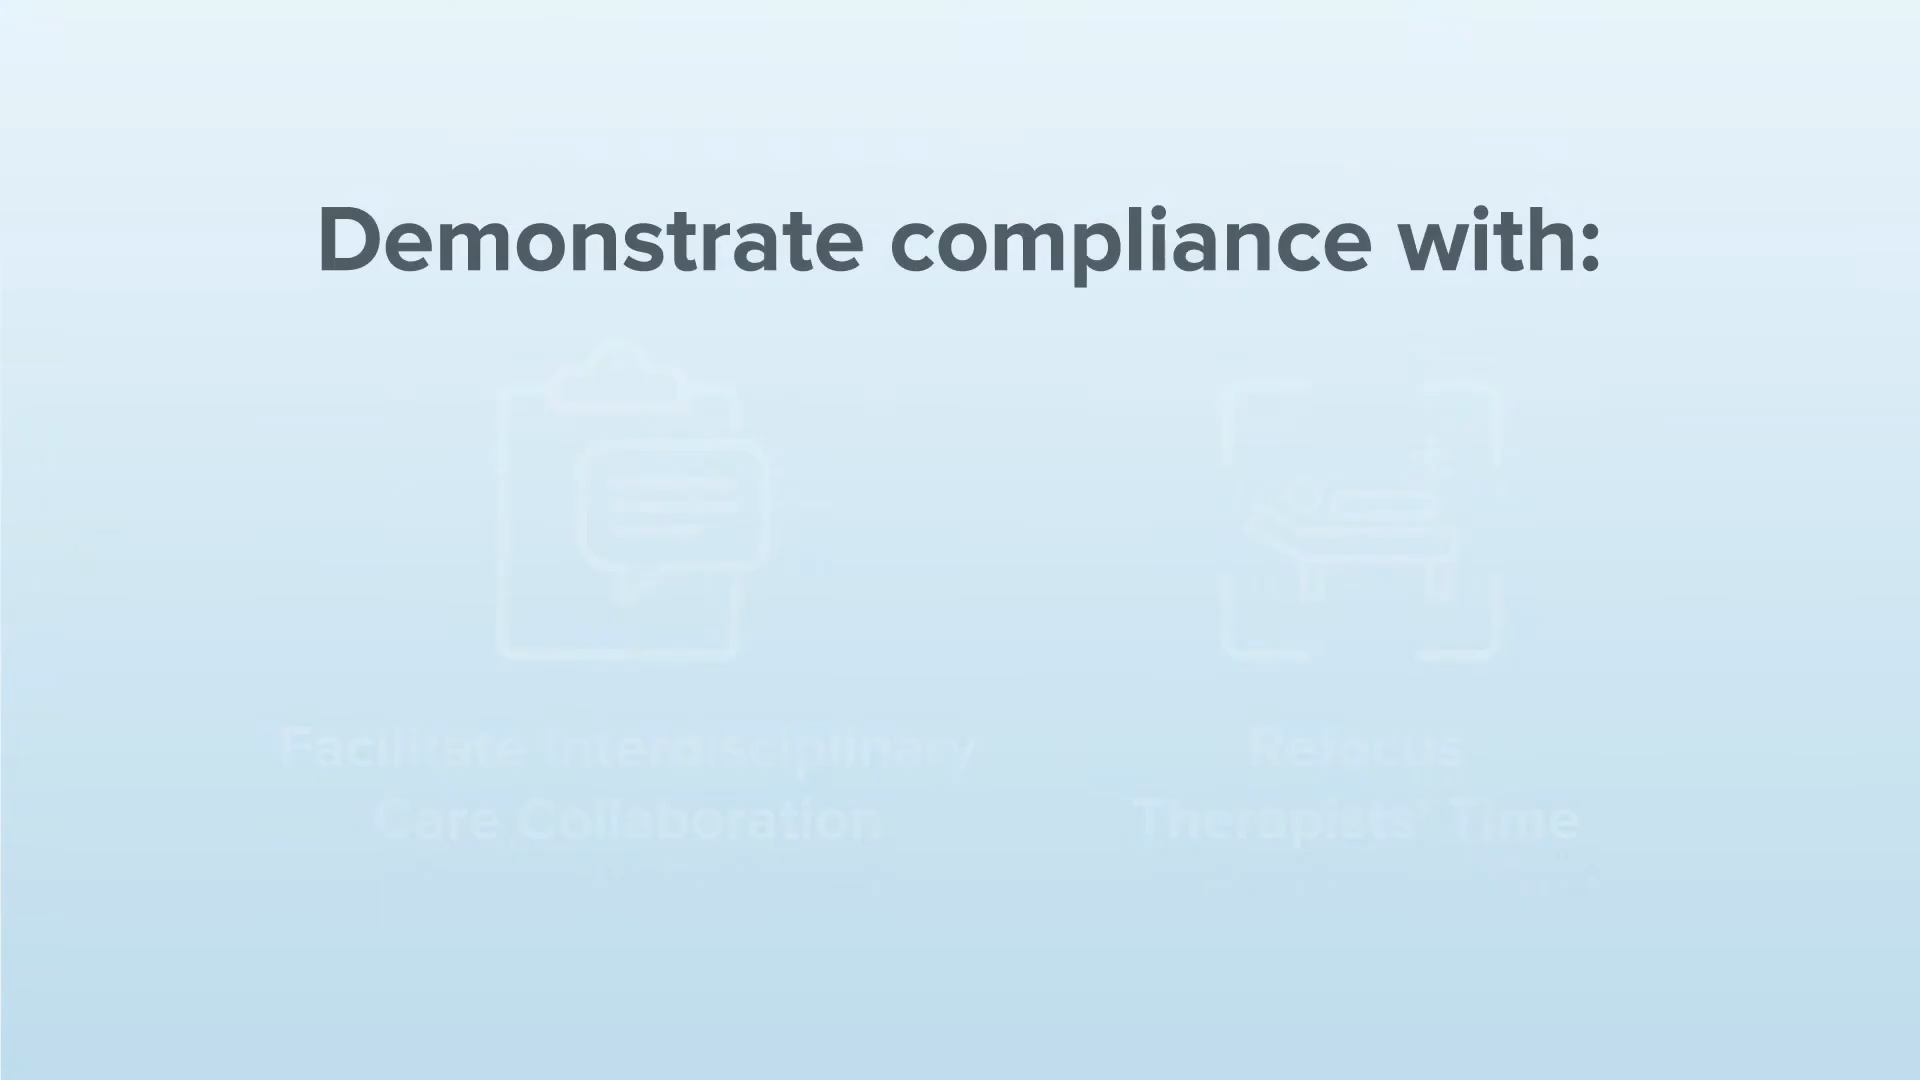 Demonstrate compliance with:
Facilitate Interdisciplinary
Refocus
Care Collaboration
Therapists' Time